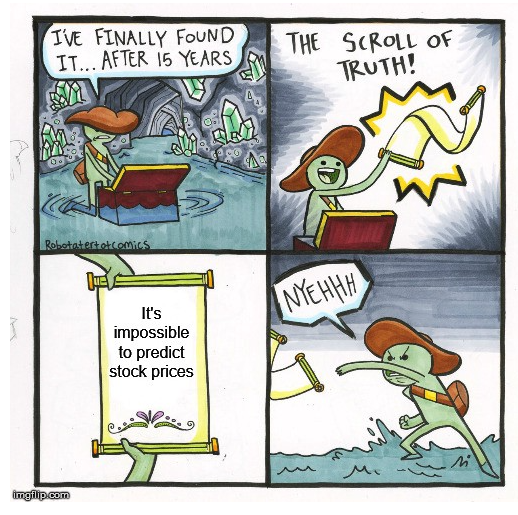 I'VE FINALLY FOUND
IT... AFTER 15 YEARS
THE SCROLL OF
TRUTH!
Robotatertotcomics
It's
impossible
to predict
stock prices
NYEHHH
imgflip.com